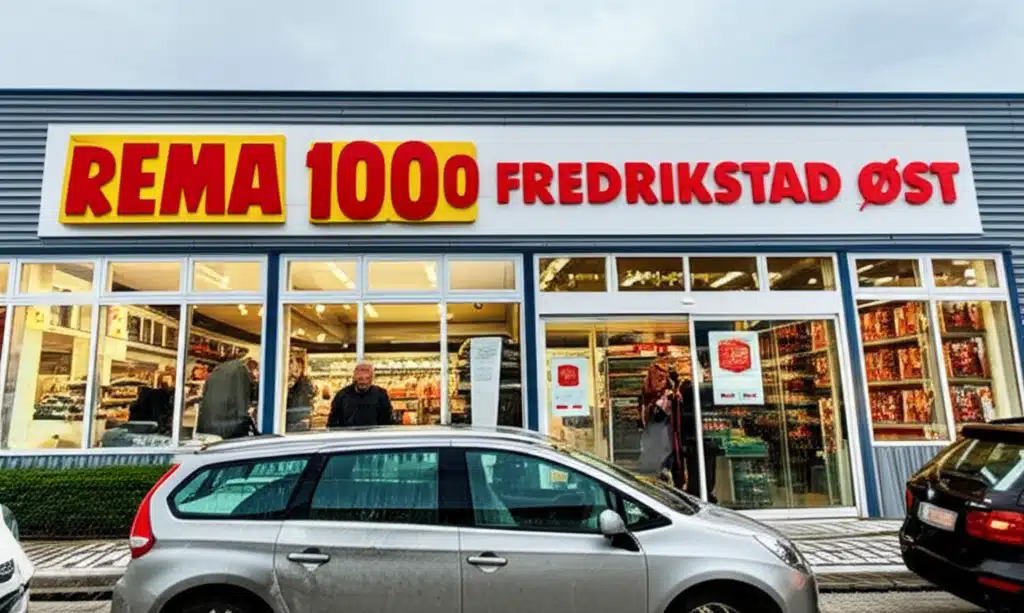 REMA 1000 FREDRIKSTAD ØST